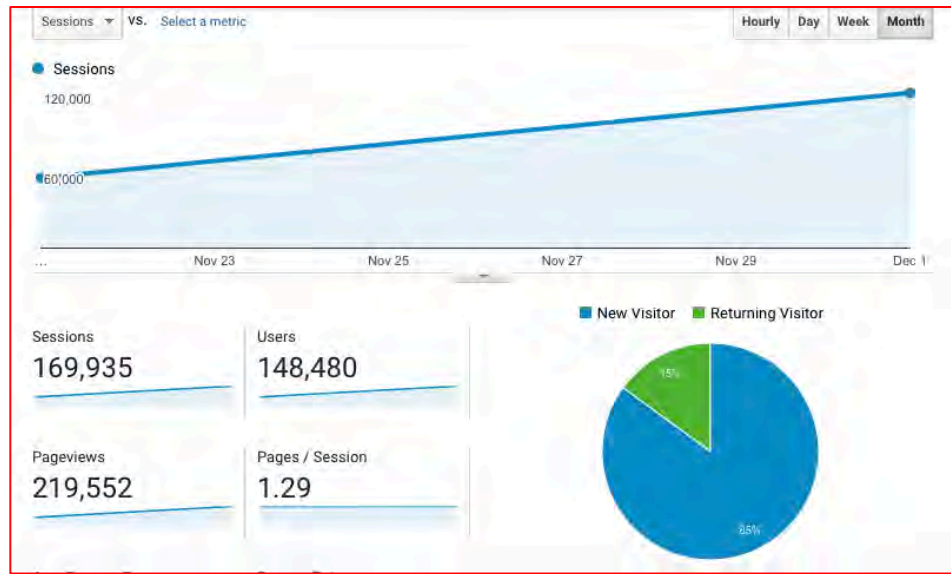 Sessions VS. Select a metric Hourly Day Week Month
Sessions
120,000
60,000
... Nov 23 Nov 25 Nov 27 Nov 29 Dec 1
New Visitor Returning Visitor
Sessions Users
169,935 148,480
15%
Pageviews Pages / Session
219,552 1.29
85%